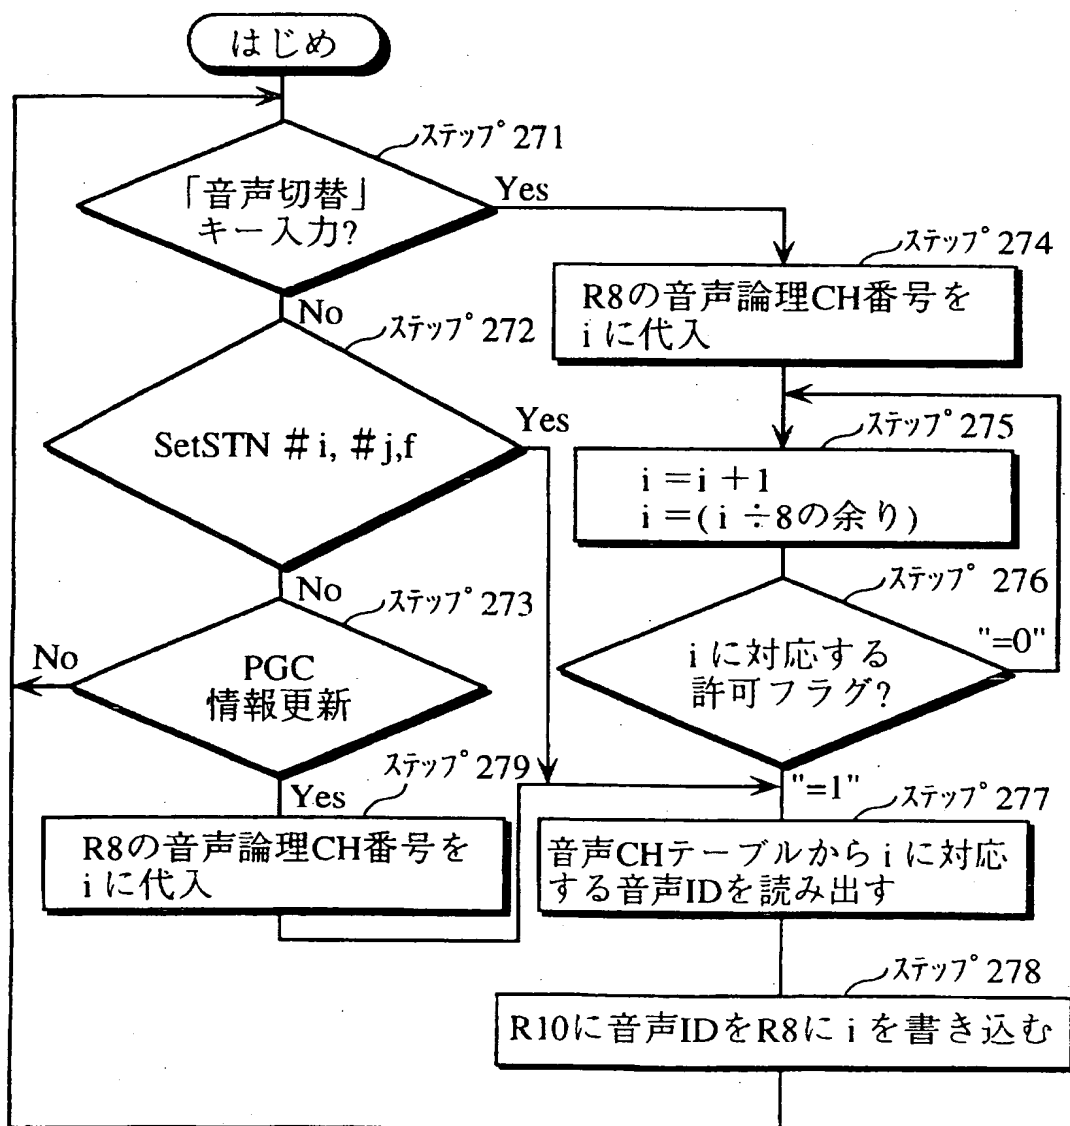 はじめ
ステップ271
「音声切替」
キー入力?
Yes
No
ステップ274
R8の音声論理CH番号を
iに代入
ステップ272
SetSTN #i, #j,f
Yes
No
ステップ275
i=i+1
i=(i÷8の余り)
ステップ273
PGC
情報更新
No
Yes
ステップ276
iに対応する
許可フラグ?
"=0"
"=1"
ステップ279
R8の音声論理CH番号を
iに代入
ステップ277
音声CHテーブルからiに対応
する音声IDを読み出す
ステップ278
R10に音声IDをR8にiを書き込む